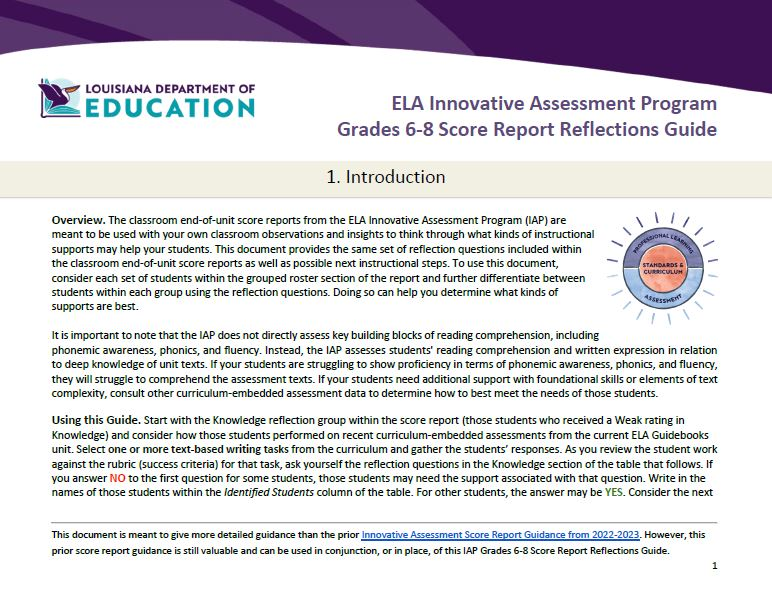 LOUISIANA DEPARTMENT OF
EDUCATION
ELA Innovative Assessment Program
Grades 6-8 Score Report Reflections Guide
1. Introduction
Overview. The classroom end-of-unit score reports from the ELA Innovative Assessment Program (IAP) are
meant to be used with your own classroom observations and insights to think through what kinds of instructional
supports may help your students. This document provides the same set of reflection questions included within
the classroom end-of-unit score reports as well as possible next instructional steps. To use this document,
consider each set of students within the grouped roster section of the report and further differentiate between
students within each group using the reflection questions. Doing so can help you determine what kinds of
supports are best.
PROFESSIONAL LEARNING
STANDARDS &
CURRICULUM
ASSESSMENT
It is important to note that the IAP does not directly assess key building blocks of reading comprehension, including
phonemic awareness, phonics, and fluency. Instead, the IAP assesses students' reading comprehension and written expression in relation
to deep knowledge of unit texts. If your students are struggling to show proficiency in terms of phonemic awareness, phonics, and fluency,
they will struggle to comprehend the assessment texts. If your students need additional support with foundational skills or elements of text
complexity, consult other curriculum-embedded assessment data to determine how to best meet the needs of those students.
Using this Guide. Start with the Knowledge reflection group within the score report (those students who received a Weak rating in
Knowledge) and consider how those students performed on recent curriculum-embedded assessments from the current ELA Guidebooks
unit. Select one or more text-based writing tasks from the curriculum and gather the students' responses. As you review the student work
against the rubric (success criteria) for that task, ask yourself the reflection questions in the Knowledge section of the table that follows. If
you answer NO to the first question for some students, those students may need the support associated with that question. Write in the
names of those students within the Identified Students column of the table. For other students, the answer may be YES. Consider the next
This document is meant to give more detailed guidance than the prior Innovative Assessment Score Report Guidance from 2022-2023. However, this
prior score report guidance is still valuable and can be used in conjunction, or in place, of this IAP Grades 6-8 Score Report Reflections Guide.
1